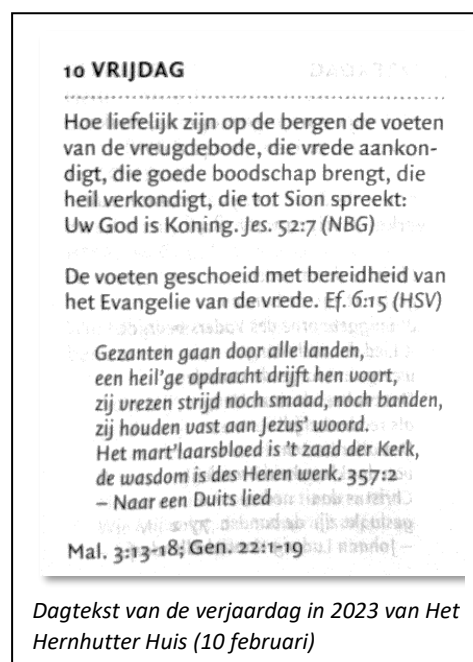 10 VRIJDAG
Hoe liefelijk zijn op de bergen de voeten
van de vreugdebode, die vrede aankon-
digt, die goede boodschap brengt, die
heil verkondigt, die tot Sion spreekt:
Uw God is Koning. Jes. 52:7 (NBG)
De voeten geschoeid met bereidheid van
het Evangelie van de vrede. Ef. 6:15 (HSV)
Gezanten gaan door alle landen,
een heil'ge opdracht drijft hen voort,
zij vrezen strijd noch smaad, noch banden,
zij houden vast aan Jezus' woord.
Het mart'laarsbloed is 't zaad der Kerk,
de wasdom is des Heren werk. 357:2
– Naar een Duits lied
Mal. 3:13-18; Gen. 22:1-19
Dagtekst van de verjaardag in 2023 van Het
Hernhutter Huis (10 februari)